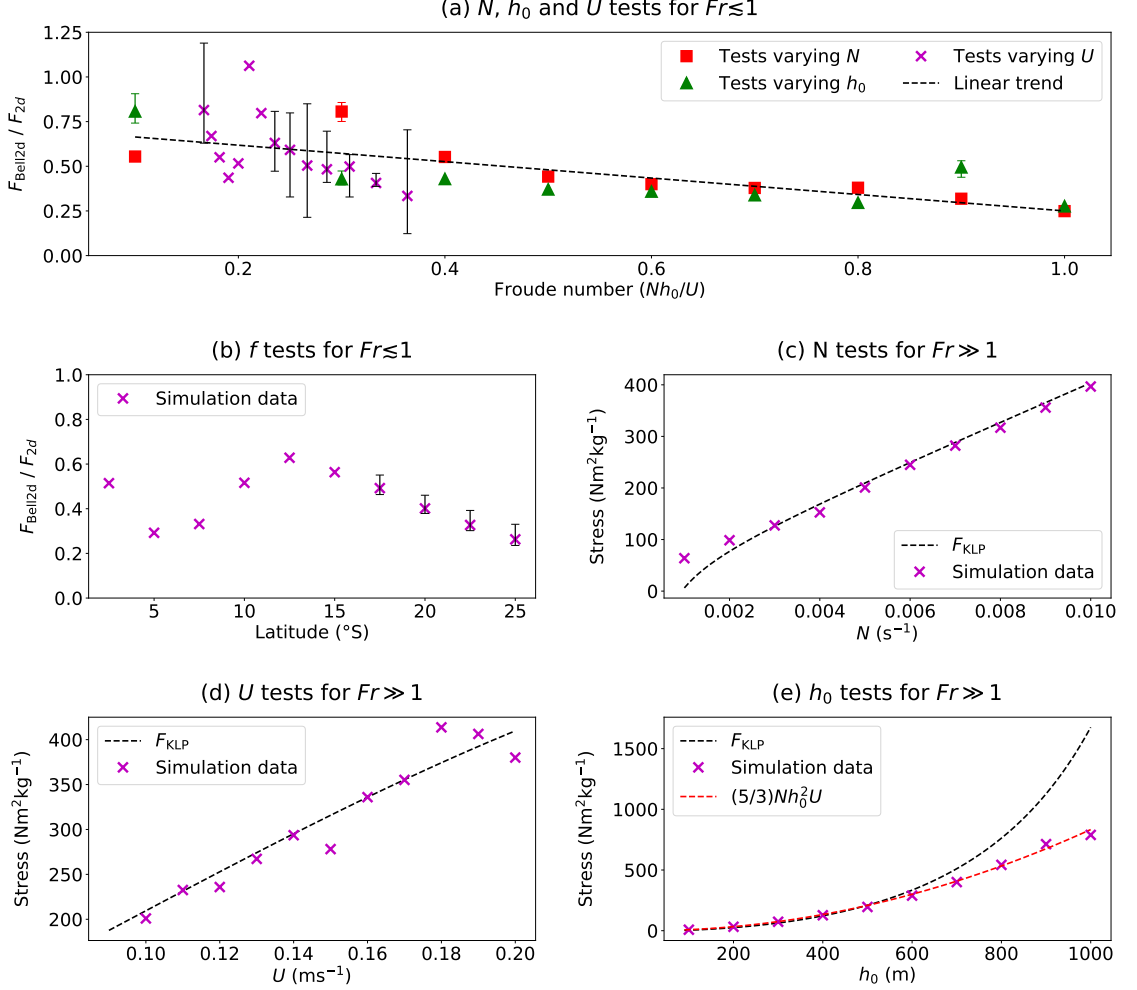 (a) N, h₀ and U tests for Fr≲1
F_Bell2d / F_2d
1.25
1.00
0.75
0.50
0.25
0.00
Tests varying N
Tests varying h₀
Tests varying U
Linear trend
0.2 0.4 0.6 0.8 1.0
Froude number (Nh₀/U)
(b) f tests for Fr≲1
F_Bell2d / F_2d
1.0
0.8
0.6
0.4
0.2
0.0
Simulation data
5 10 15 20 25
Latitude (°S)
(c) N tests for Fr≫1
Stress (Nm²kg⁻¹)
400
300
200
100
0
F_KLP
Simulation data
0.002 0.004 0.006 0.008 0.010
N (s⁻¹)
(d) U tests for Fr≫1
Stress (Nm²kg⁻¹)
400
350
300
250
200
F_KLP
Simulation data
0.10 0.12 0.14 0.16 0.18 0.20
U (ms⁻¹)
(e) h₀ tests for Fr≫1
Stress (Nm²kg⁻¹)
1500
1000
500
0
F_KLP
Simulation data
(5/3)Nh₀²U
200 400 600 800 1000
h₀ (m)